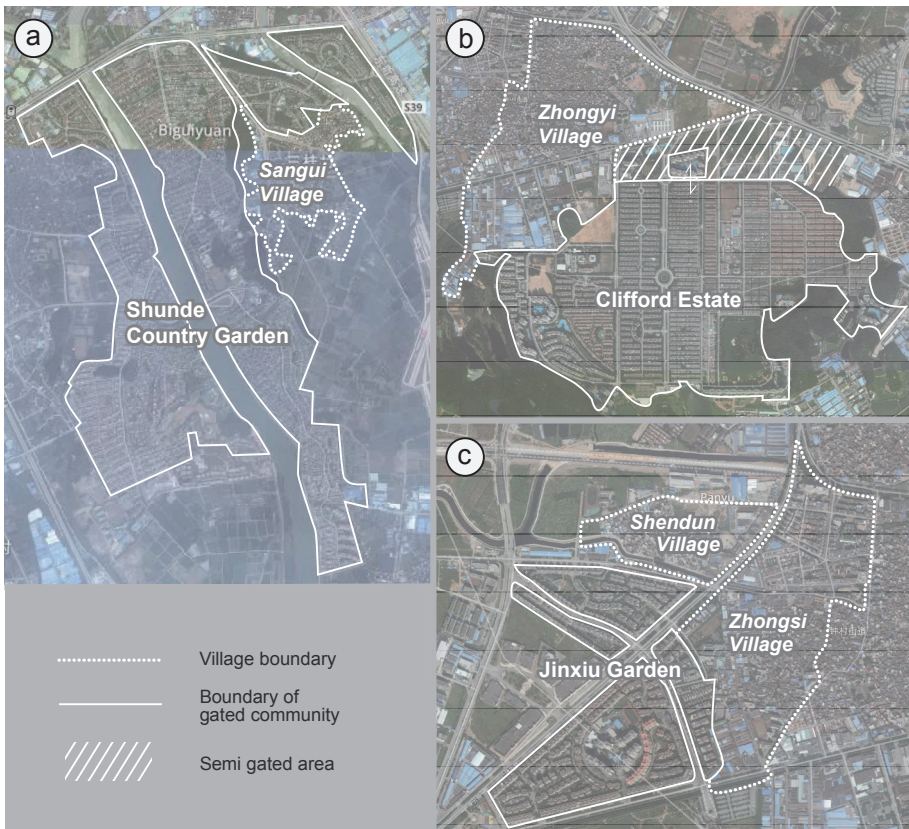 a
S39
Biguiyuan
Sangui
Village
Shunde
Country Garden
b
Zhongyi
Village
Clifford Estate
c
Panyu
Shendun
Village
Zhongsi
Village
Jinxiu Garden
Village boundary
Boundary of
gated community
Semi gated area